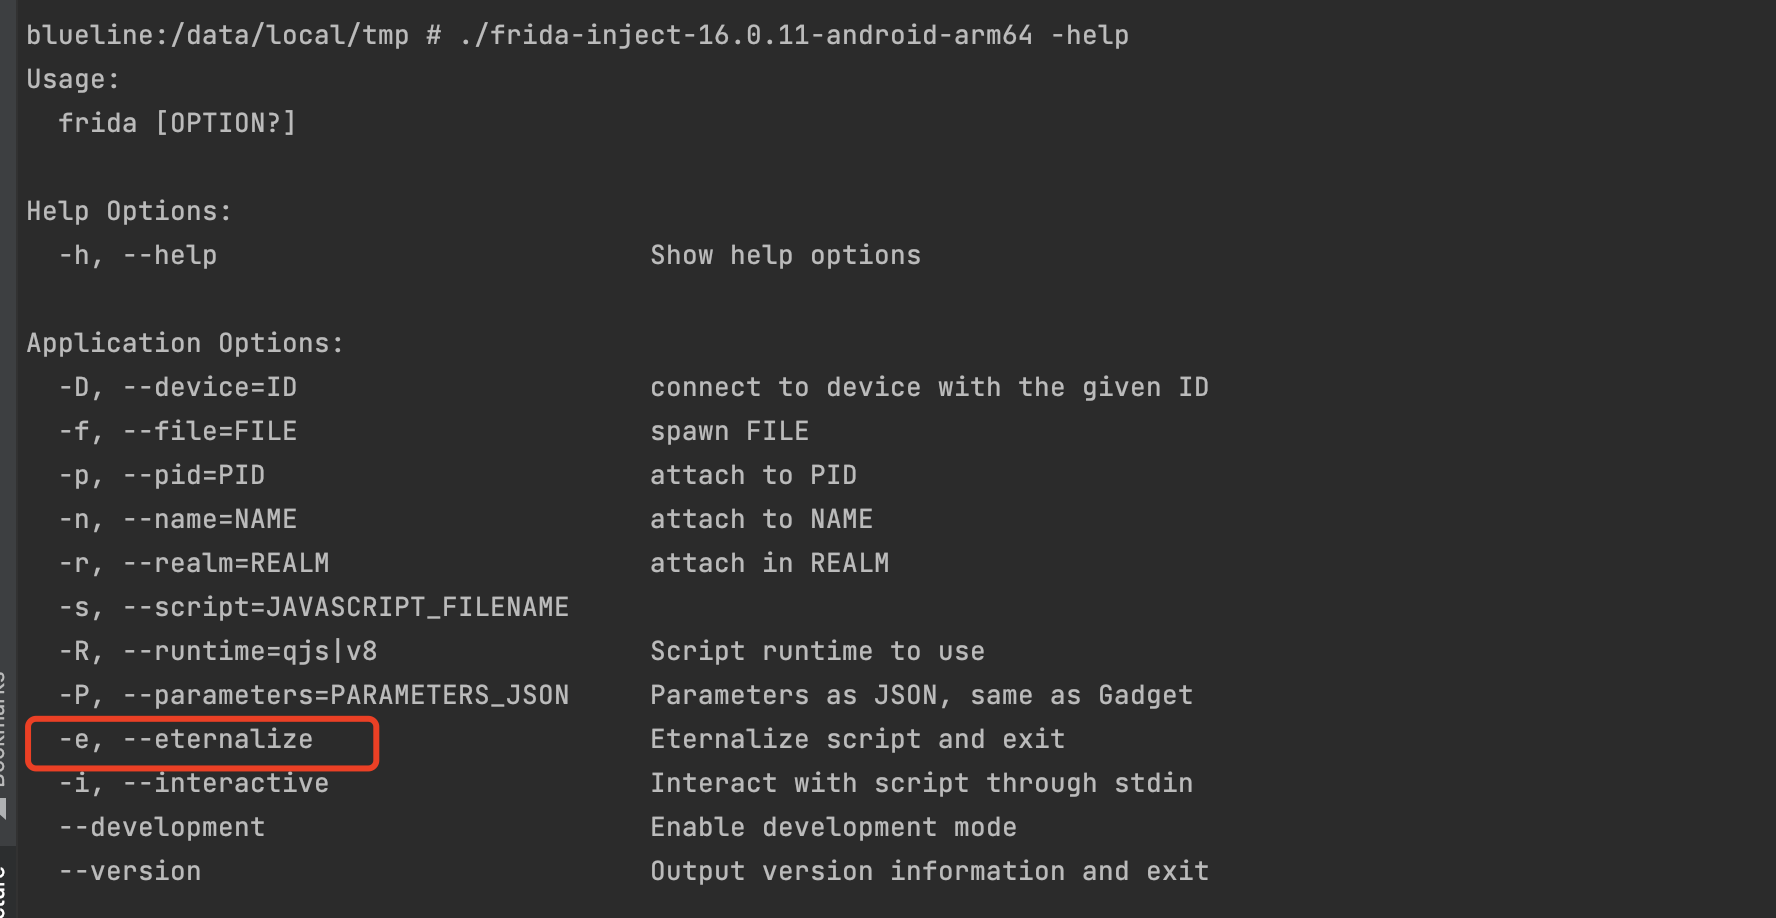 blueline:/data/local/tmp # ./frida-inject-16.0.11-android-arm64 -help
Usage:
  frida [OPTION?]

Help Options:
  -h, --help                           Show help options

Application Options:
  -D, --device=ID                      connect to device with the given ID
  -f, --file=FILE                      spawn FILE
  -p, --pid=PID                        attach to PID
  -n, --name=NAME                      attach to NAME
  -r, --realm=REALM                    attach in REALM
  -s, --script=JAVASCRIPT_FILENAME
  -R, --runtime=qjs|v8                 Script runtime to use
  -P, --parameters=PARAMETERS_JSON     Parameters as JSON, same as Gadget
  -e, --eternalize                     Eternalize script and exit
  -i, --interactive                    Interact with script through stdin
  --development                        Enable development mode
  --version                            Output version information and exit